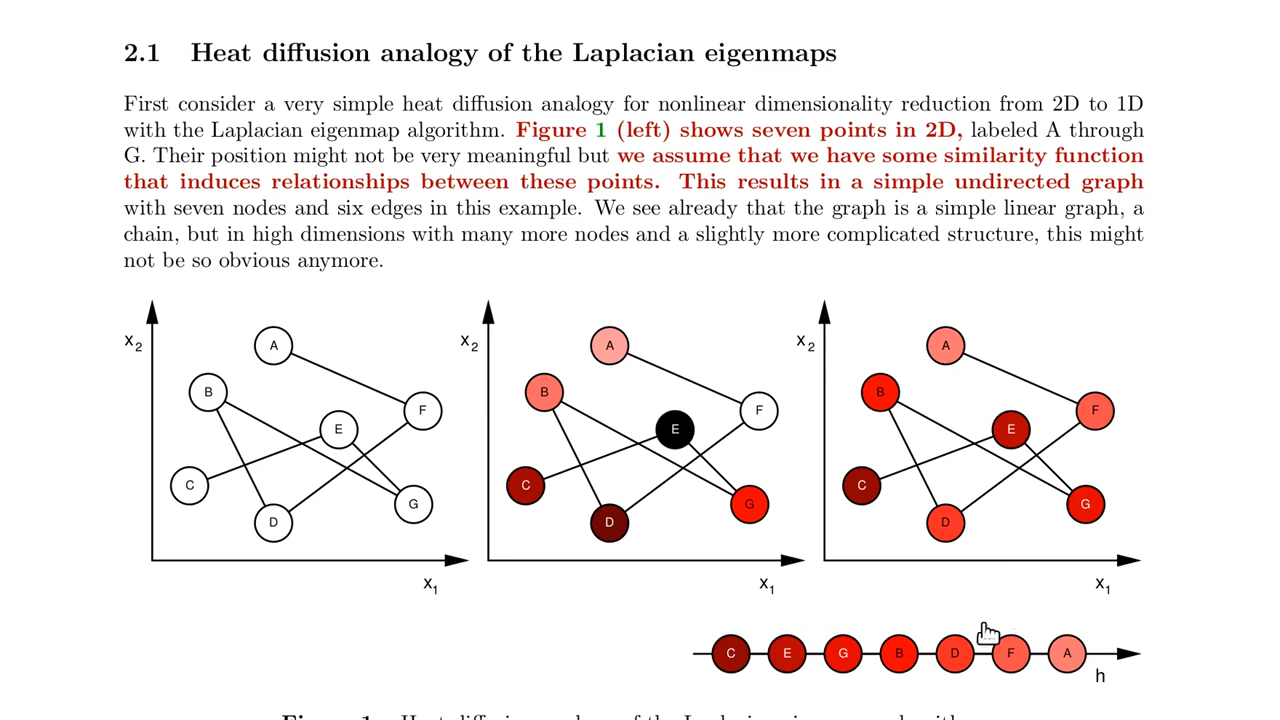 2.1 Heat diffusion analogy of the Laplacian eigenmaps
First consider a very simple heat diffusion analogy for nonlinear dimensionality reduction from 2D to 1D
with the Laplacian eigenmap algorithm. Figure 1 (left) shows seven points in 2D, labeled A through
G. Their position might not be very meaningful but we assume that we have some similarity function
that induces relationships between these points. This results in a simple undirected graph
with seven nodes and six edges in this example. We see already that the graph is a simple linear graph, a
chain, but in high dimensions with many more nodes and a slightly more complicated structure, this might
not be so obvious anymore.
x2
A
B
F
E
C
G
D
x1
x2
A
B
F
E
C
G
D
x1
x2
A
B
F
E
C
G
D
x1
C E G B D F A
h